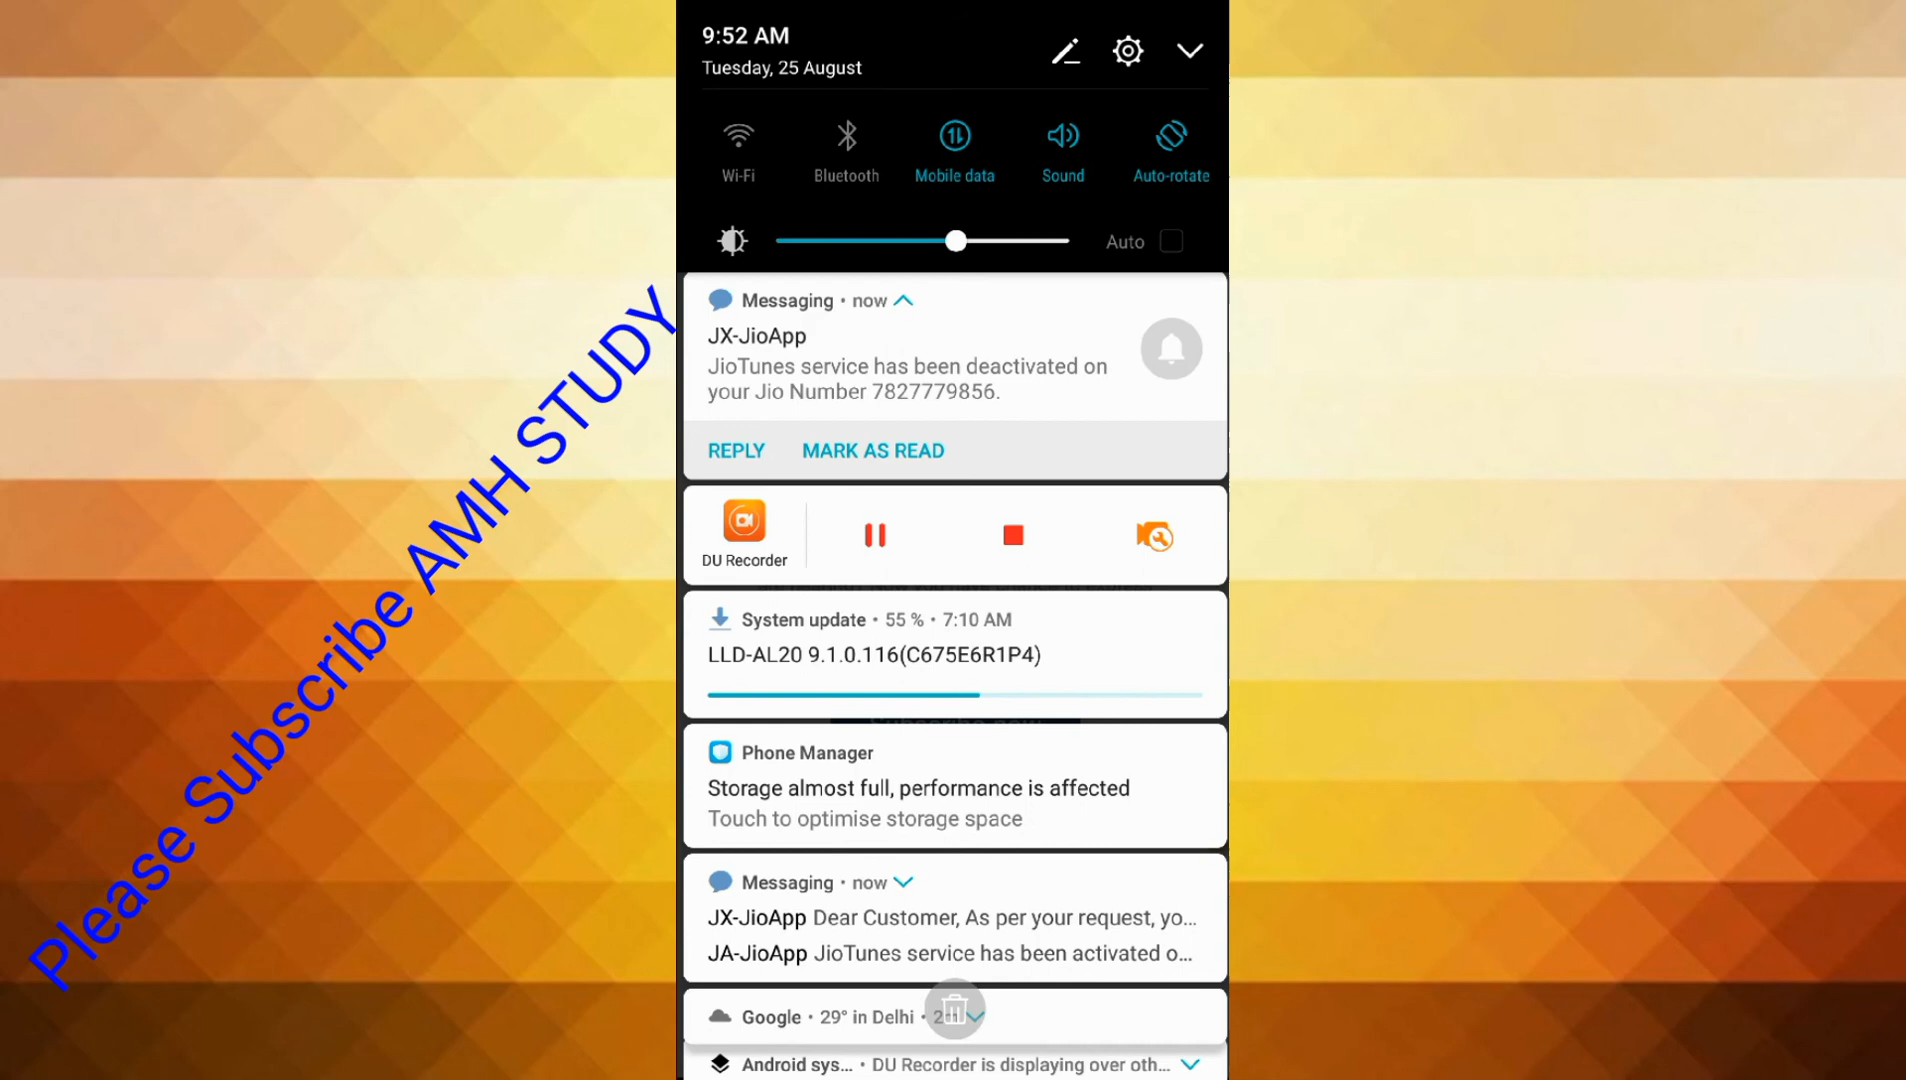 9:52 AM
Tuesday, 25 August
Wi-Fi
Bluetooth
Mobile data
Sound
Auto-rotate
Auto
Messaging • now
JX-JioApp
JioTunes service has been deactivated on
your Jio Number 7827779856.
REPLY MARK AS READ
DU Recorder
System update • 55 % • 7:10 AM
LLD-AL20 9.1.0.116(C675E6R1P4)
Phone Manager
Storage almost full, performance is affected
Touch to optimise storage space
Messaging • now
JX-JioApp Dear Customer, As per your request, yo...
JA-JioApp JioTunes service has been activated o...
Google • 29° in Delhi •
Android sys... • DU Recorder is displaying over oth...
Please Subscribe AMH STUDY